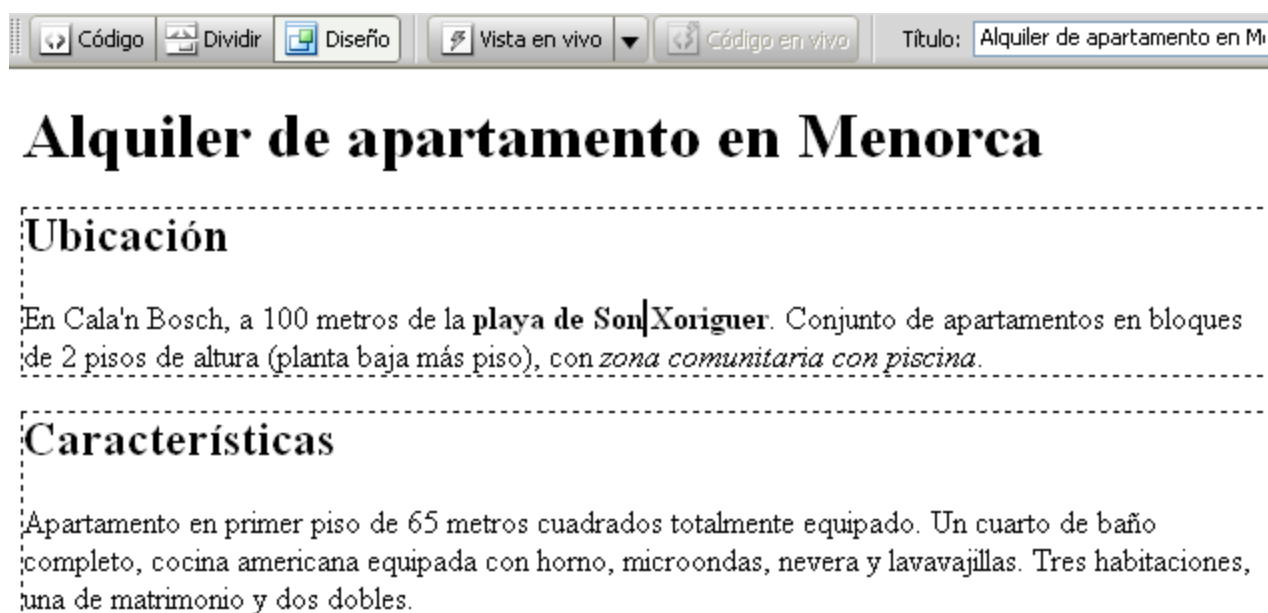 Código Dividir Diseño Vista en vivo Código en vivo Título: Alquiler de apartamento en
Alquiler de apartamento en Menorca
Ubicación
En Cala'n Bosch, a 100 metros de la playa de Son Xoriguer. Conjunto de apartamentos en bloques
de 2 pisos de altura (planta baja más piso), con zona comunitaria con piscina.
Características
Apartamento en primer piso de 65 metros cuadrados totalmente equipado. Un cuarto de baño
completo, cocina americana equipada con horno, microondas, nevera y lavavajillas. Tres habitaciones,
una de matrimonio y dos dobles.